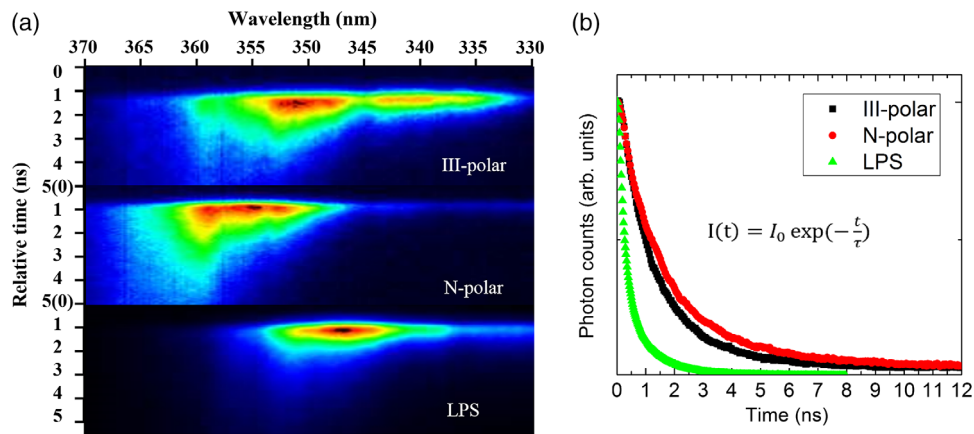 (a)
Wavelength (nm)
370 365 360 355 350 345 340 335 330
Relative time (ns)
0
1
2
3
4
5(0)
1
2
3
4
5(0)
1
2
3
4
5
III-polar
N-polar
LPS
(b)
Photon counts (arb. units)
III-polar
N-polar
LPS
I(t) = I₀ exp(−t/τ)
0 1 2 3 4 5 6 7 8 9 10 11 12
Time (ns)